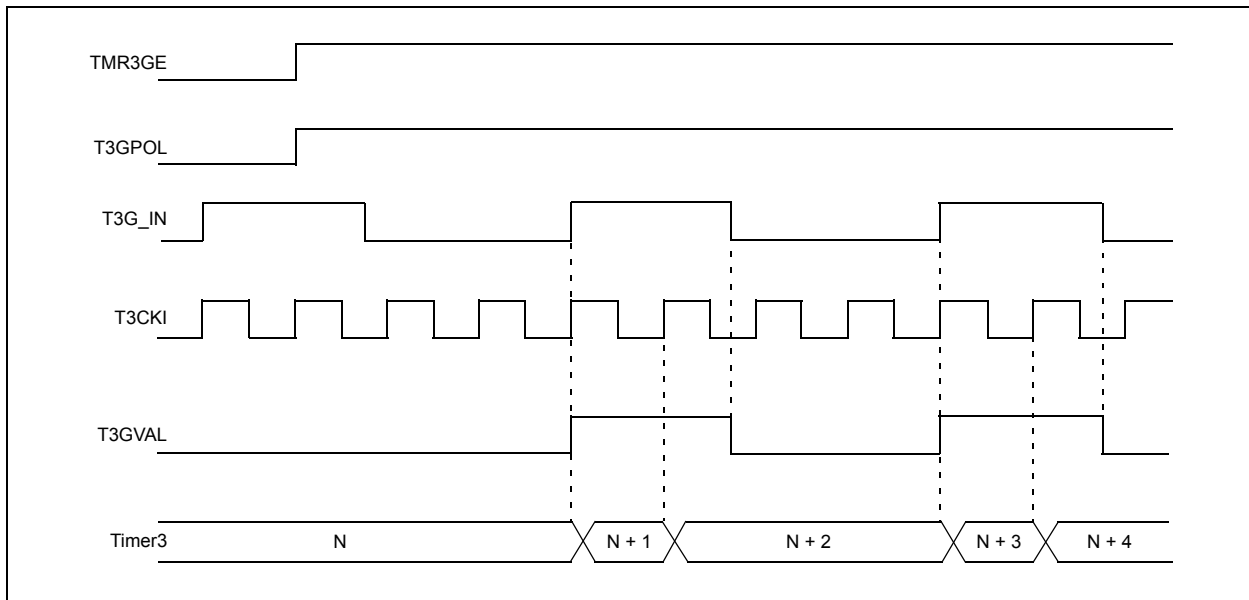 TMR3GE
T3GPOL
T3G_IN
T3CKI
T3GVAL
Timer3 N N + 1 N + 2 N + 3 N + 4